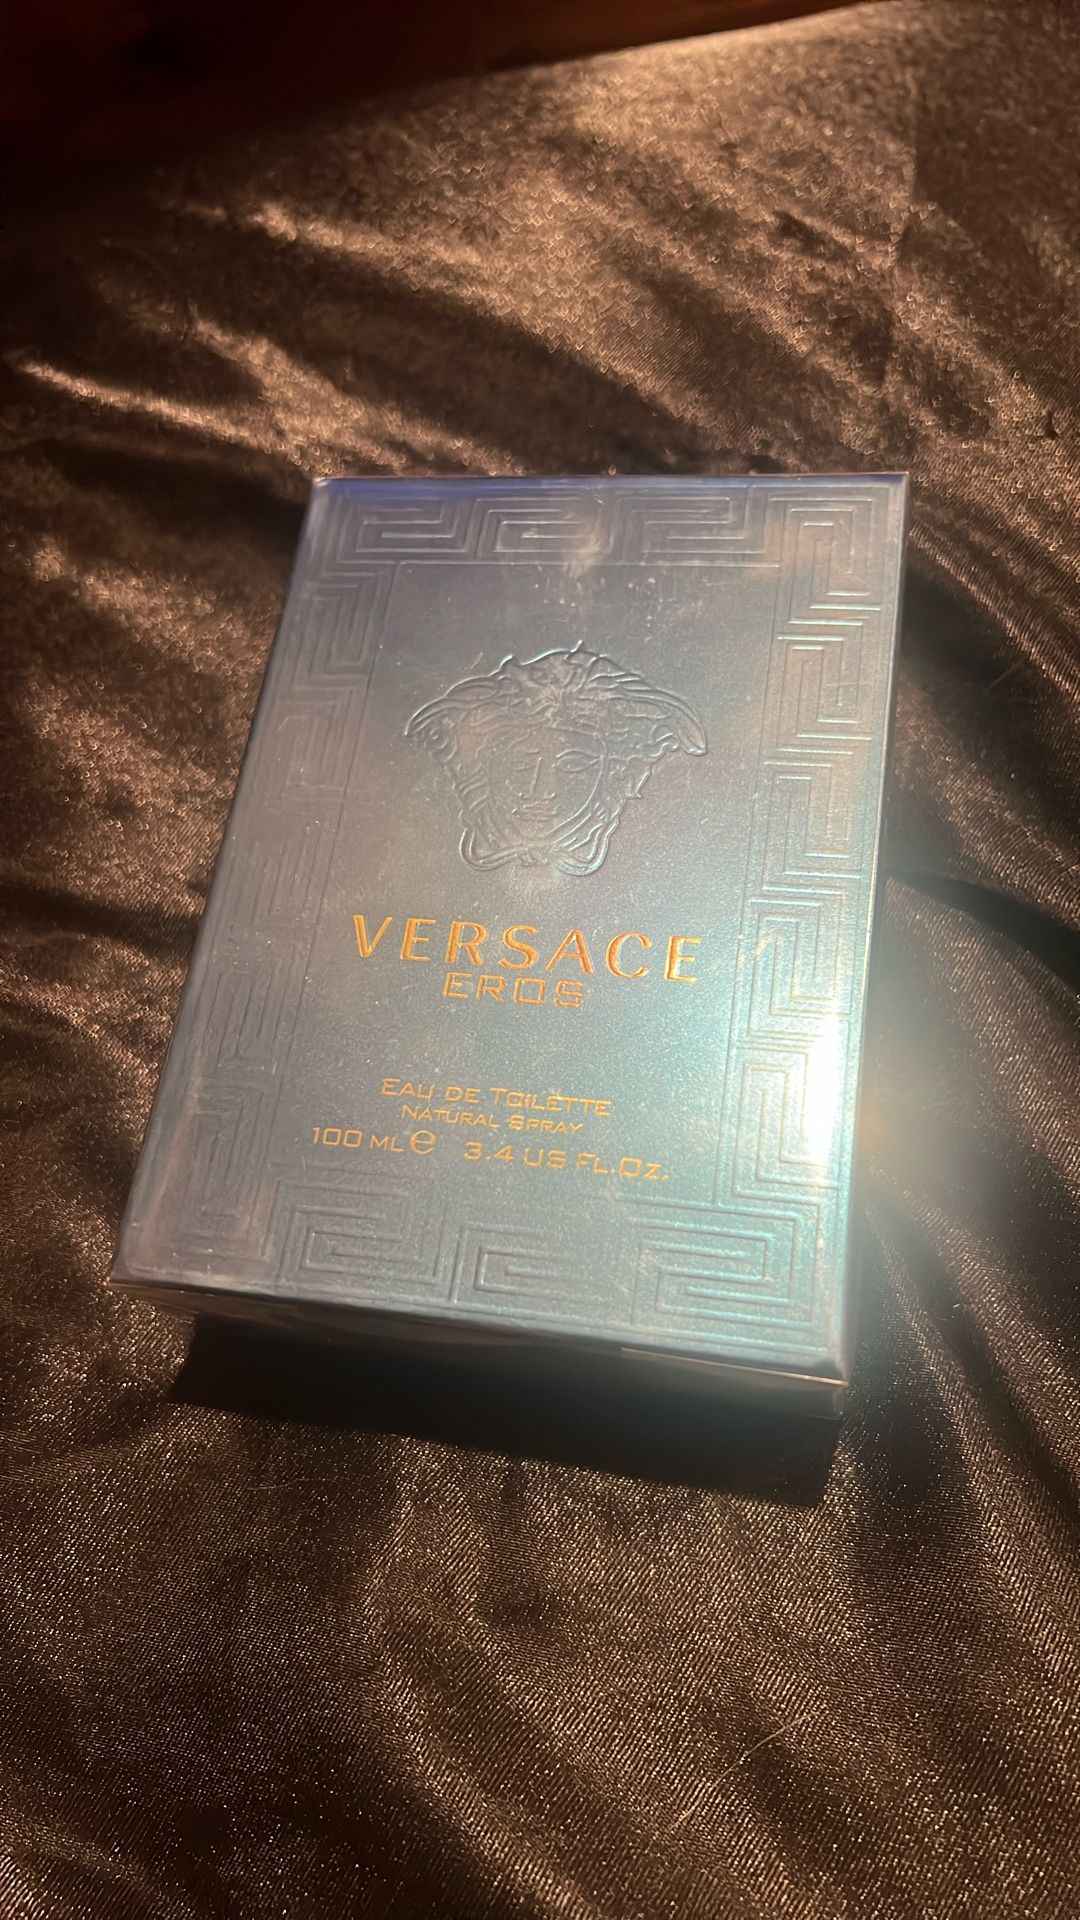 VERSACE
EROS
EAU DE TOILETTE
NATURAL SPRAY
100 ML ℮ 3.4 US FL.OZ.